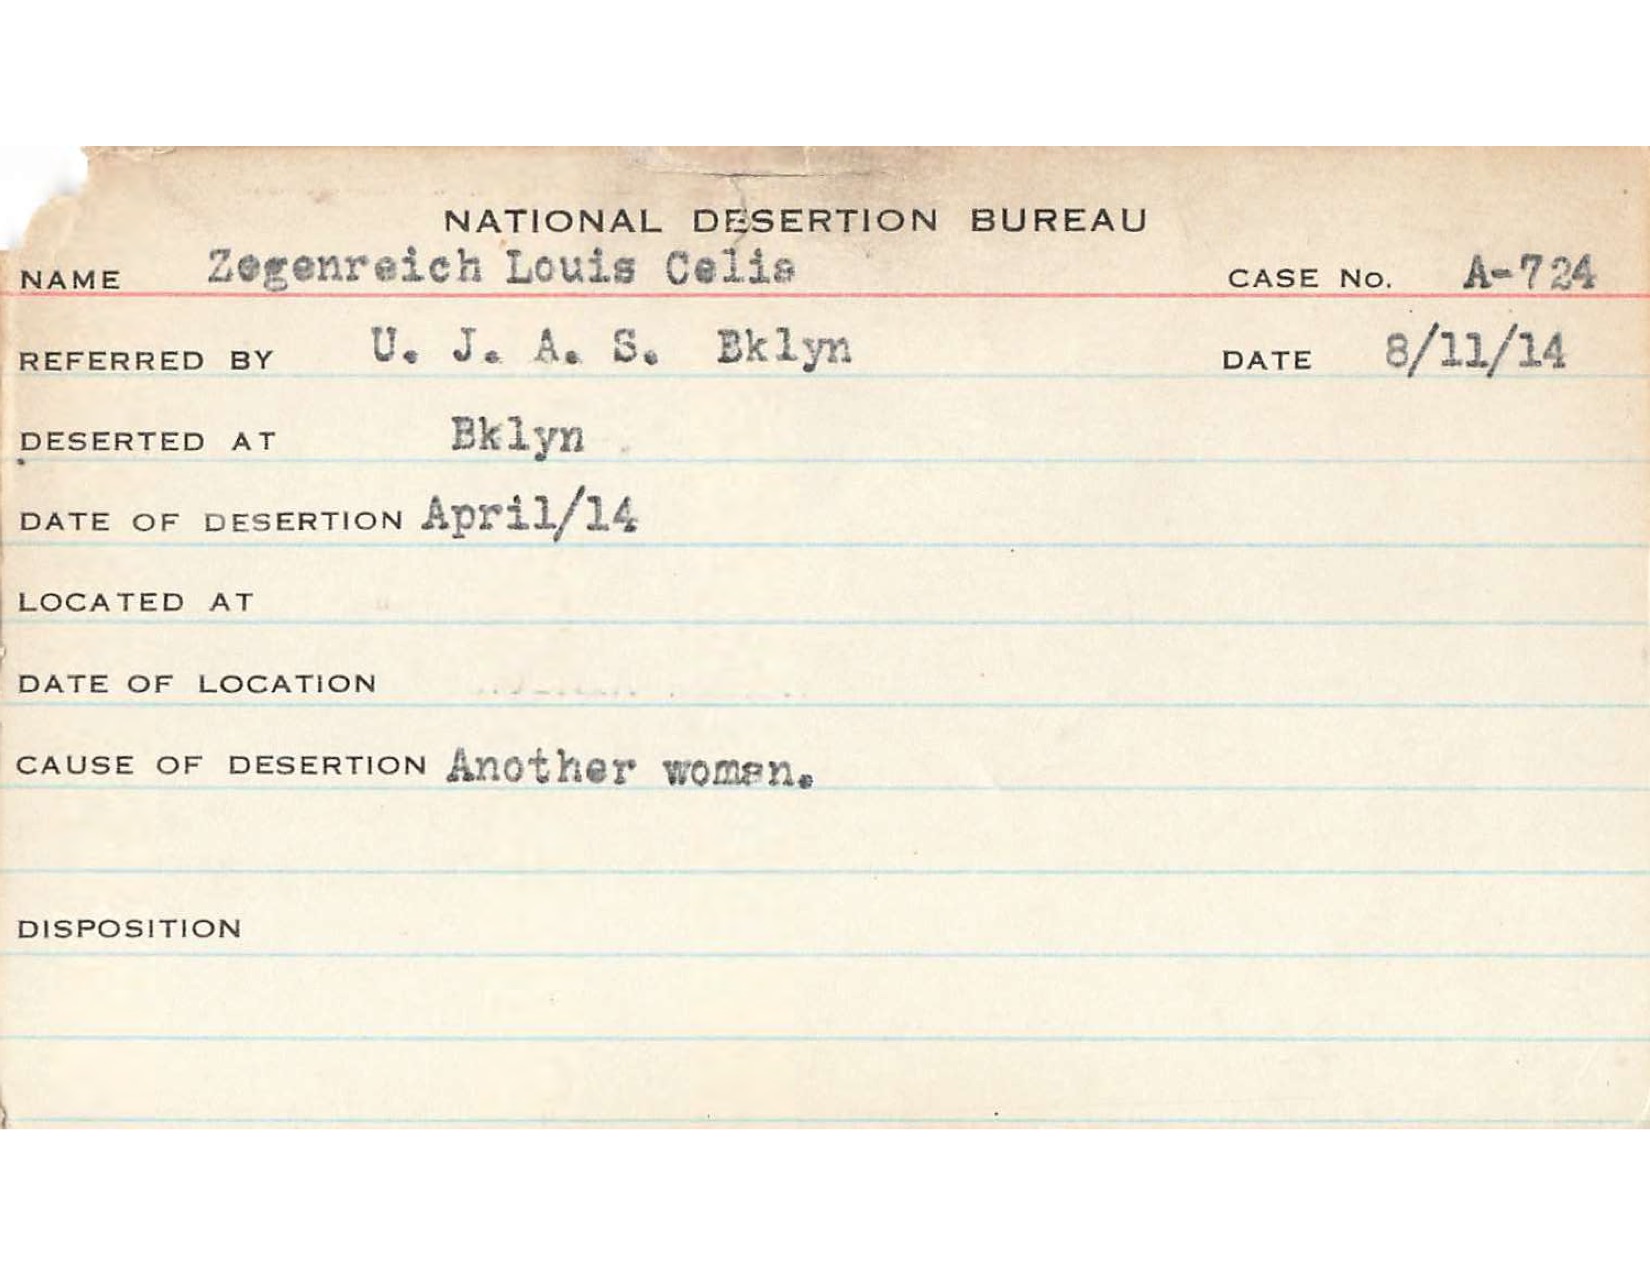 NATIONAL DESERTION BUREAU
NAME Zegenreich Louis Celia CASE No. A-724
REFERRED BY U. J. A. S. Bklyn DATE 8/11/14
DESERTED AT Bklyn
DATE OF DESERTION April/14
LOCATED AT
DATE OF LOCATION
CAUSE OF DESERTION Another woman.
DISPOSITION